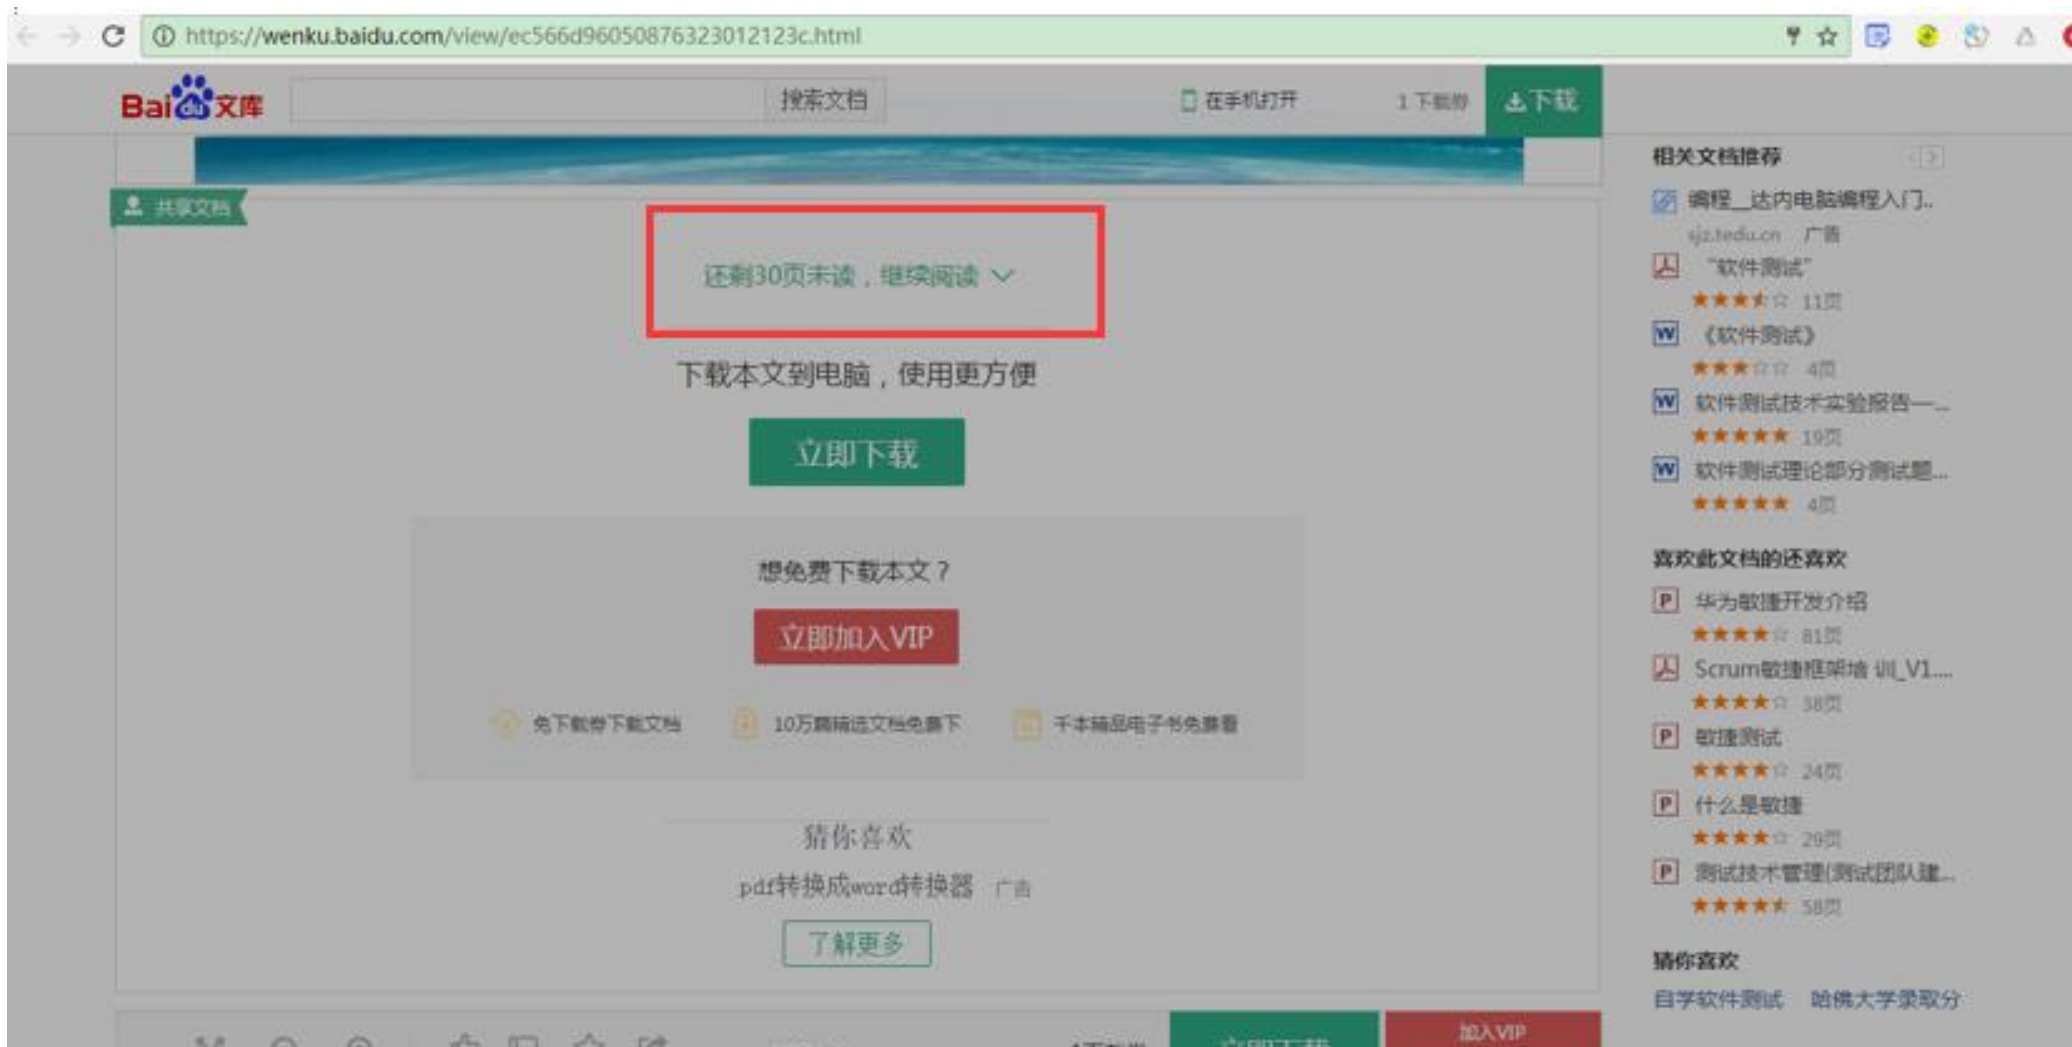 https://wenku.baidu.com/view/ec566d96050876323012123c.html
Bai du 文库
搜索文档
在手机打开
1下载券
下载
共享文档
还剩30页未读，继续阅读
下载本文到电脑，使用更方便
立即下载
想免费下载本文？
立即加入VIP
免下载券下载文档
10万篇精选文档免费下
千本精品电子书免费看
猜你喜欢
pdf转换成word转换器 广告
了解更多
1下载券
立即下载
加入VIP
相关文档推荐
编程__达内电脑编程入门..
sjz.tedu.cn 广告
“软件测试”
11页
《软件测试》
4页
软件测试技术实验报告—...
19页
软件测试理论部分测试题...
4页
喜欢此文档的还喜欢
华为敏捷开发介绍
81页
Scrum敏捷框架培 训_V1....
38页
敏捷测试
24页
什么是敏捷
29页
测试技术管理(测试团队建...
58页
猜你喜欢
自学软件测试 哈佛大学录取分